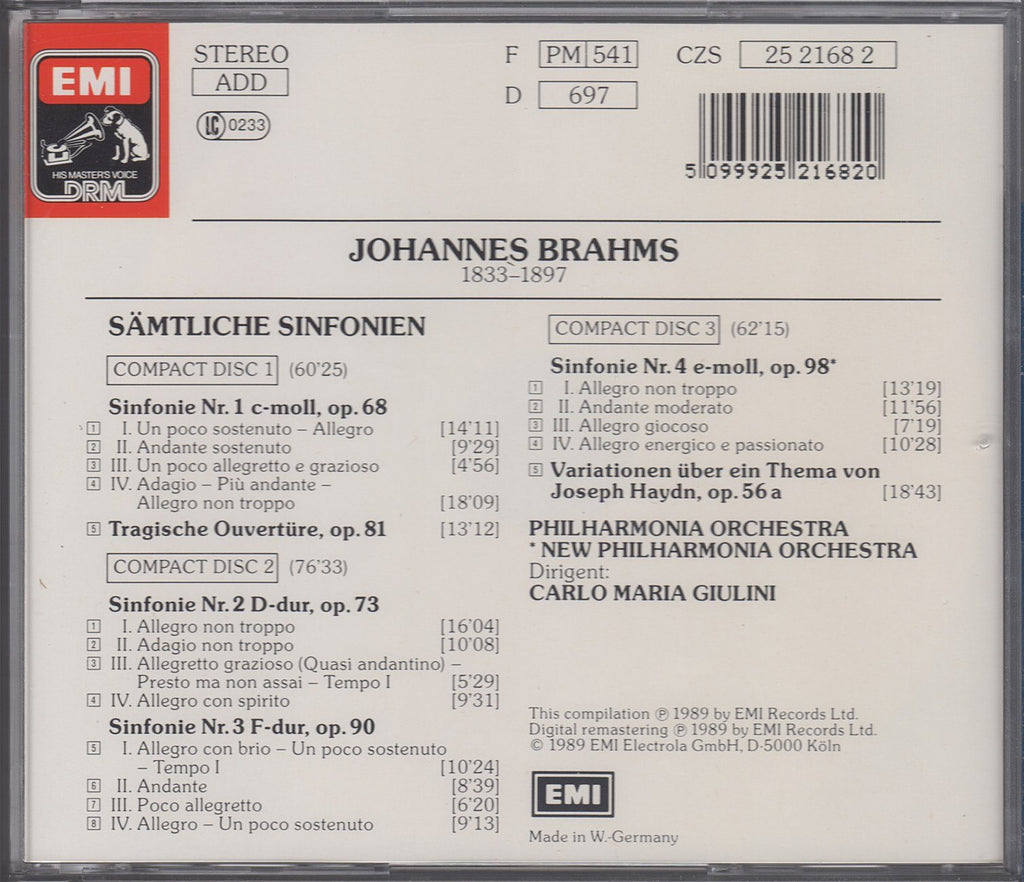 EMI
HIS MASTER'S VOICE
DRM
STEREO
ADD
LC 0233
F PM 541
D 697
CZS 25 2168 2
5 099925 216820
JOHANNES BRAHMS
1833–1897
SÄMTLICHE SINFONIEN
COMPACT DISC 1 (60'25)
Sinfonie Nr. 1 c-moll, op. 68
1 I. Un poco sostenuto – Allegro [14'11]
2 II. Andante sostenuto [9'29]
3 III. Un poco allegretto e grazioso [4'56]
4 IV. Adagio – Più andante –
Allegro non troppo [18'09]
5 Tragische Ouvertüre, op. 81 [13'12]
COMPACT DISC 2 (76'33)
Sinfonie Nr. 2 D-dur, op. 73
1 I. Allegro non troppo [16'04]
2 II. Adagio non troppo [10'08]
3 III. Allegretto grazioso (Quasi andantino) –
Presto ma non assai – Tempo I [5'29]
4 IV. Allegro con spirito [9'31]
Sinfonie Nr. 3 F-dur, op. 90
5 I. Allegro con brio – Un poco sostenuto
– Tempo I [10'24]
6 II. Andante [8'39]
7 III. Poco allegretto [6'20]
8 IV. Allegro – Un poco sostenuto [9'13]
COMPACT DISC 3 (62'15)
Sinfonie Nr. 4 e-moll, op. 98*
1 I. Allegro non troppo [13'19]
2 II. Andante moderato [11'56]
3 III. Allegro giocoso [7'19]
4 IV. Allegro energico e passionato [10'28]
5 Variationen über ein Thema von
Joseph Haydn, op. 56 a [18'43]
PHILHARMONIA ORCHESTRA
* NEW PHILHARMONIA ORCHESTRA
Dirigent:
CARLO MARIA GIULINI
This compilation ℗ 1989 by EMI Records Ltd.
Digital remastering ℗ 1989 by EMI Records Ltd.
© 1989 EMI Electrola GmbH, D-5000 Köln
EMI
Made in W.-Germany